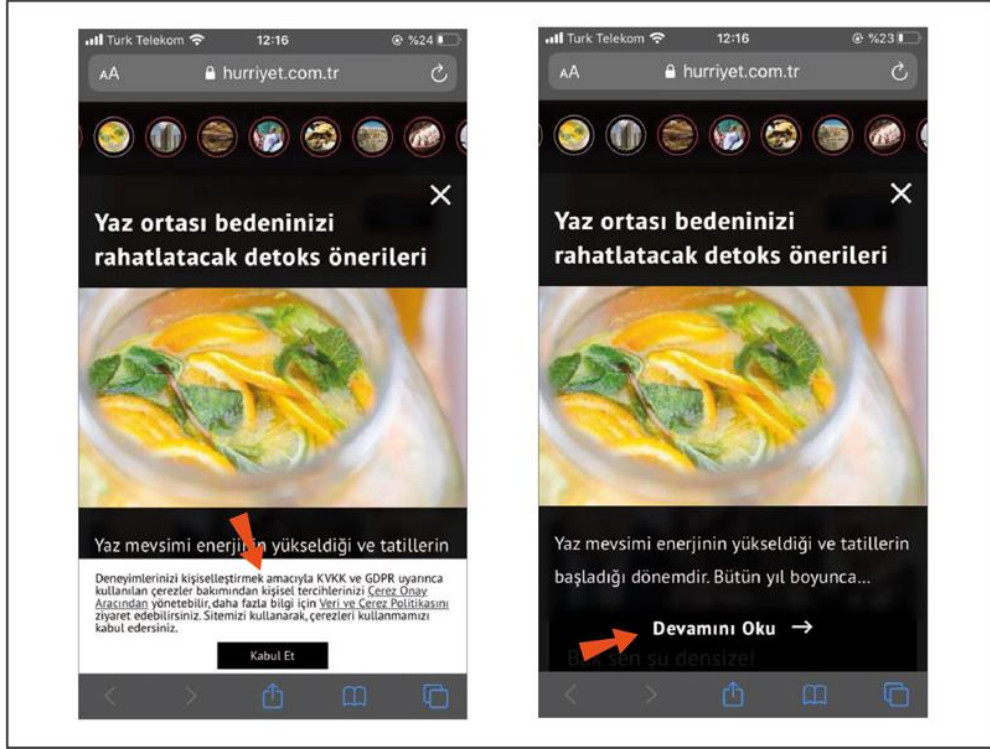 Turk Telekom 12:16 %24
AA hurriyet.com.tr
Yaz ortası bedeninizi
rahatlatacak detoks önerileri
Yaz mevsimi enerjinin yükseldiği ve tatillerin
Deneyimlerinizi kişiselleştirmek amacıyla KVKK ve GDPR uyarınca
kullanılan çerezler bakımından kişisel tercihlerinizi Çerez Onay
Aracından yönetebilir, daha fazla bilgi için Veri ve Çerez Politikasını
ziyaret edebilirsiniz. Sitemizi kullanarak, çerezleri kullanmamızı
kabul edersiniz.
Kabul Et
Turk Telekom 12:16 %23
AA hurriyet.com.tr
Yaz ortası bedeninizi
rahatlatacak detoks önerileri
Yaz mevsimi enerjinin yükseldiği ve tatillerin
başladığı dönemdir. Bütün yıl boyunca...
Devamını Oku →
Bak sen şu densize!